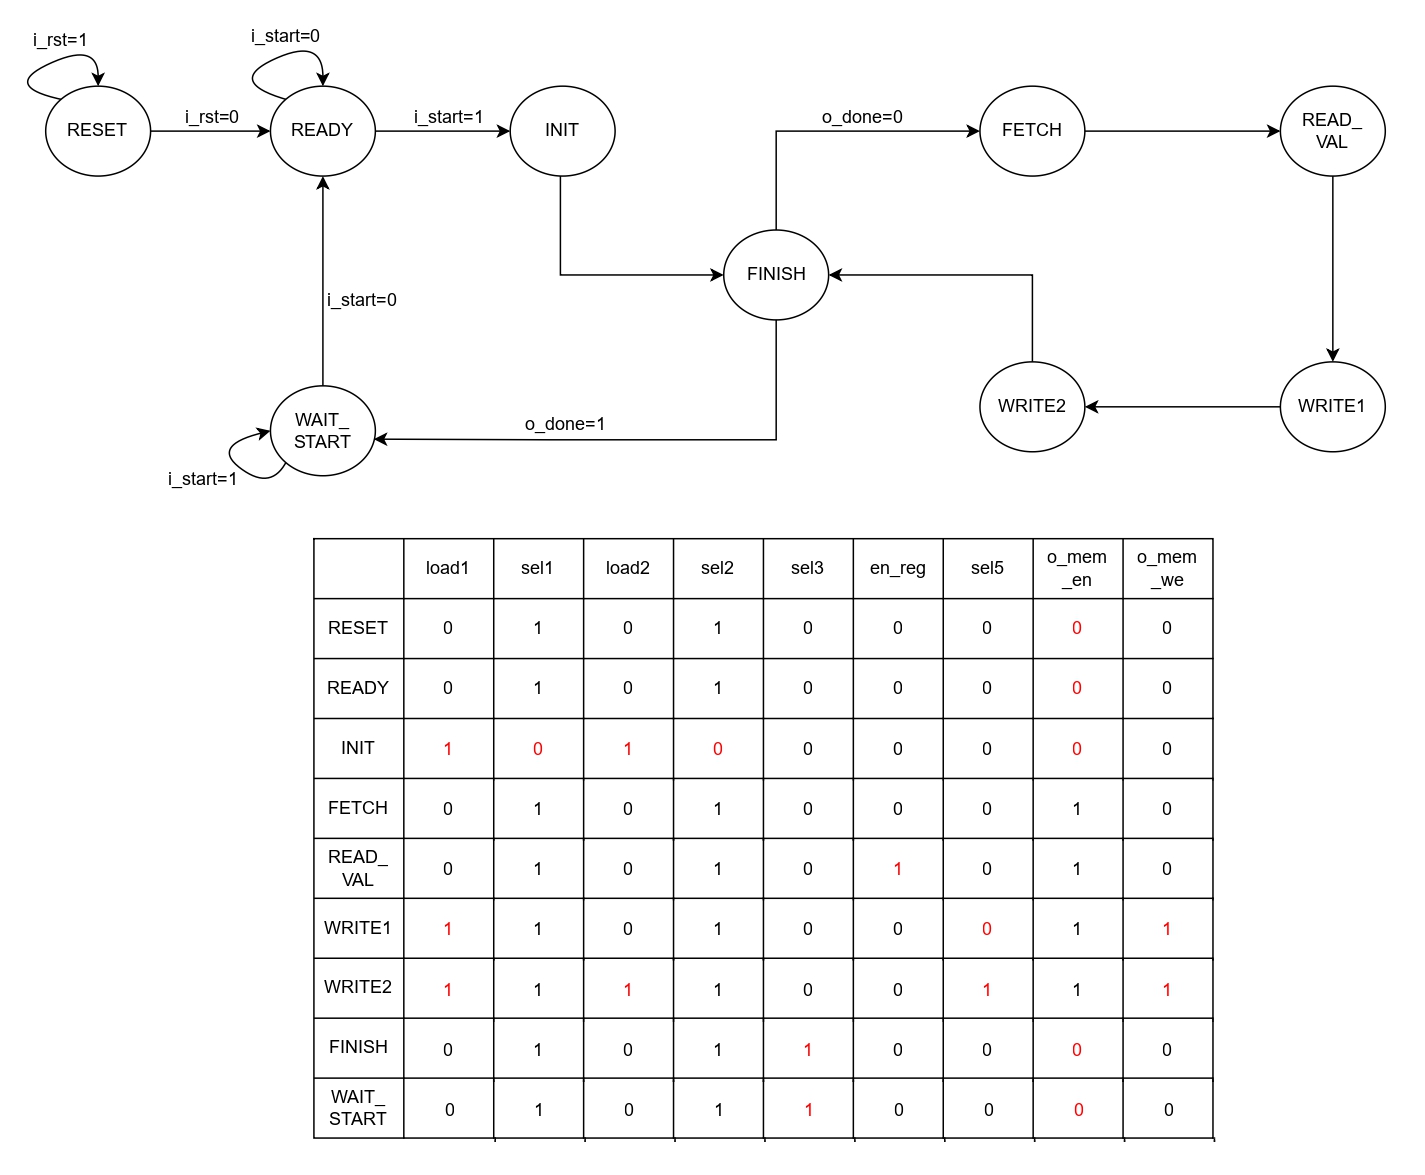 i_rst=1
i_start=0
RESET
i_rst=0
READY
i_start=1
INIT
o_done=0
FETCH
READ_
VAL
FINISH
i_start=0
WAIT_
START
i_start=1
o_done=1
WRITE2
WRITE1
load1 sel1 load2 sel2 sel3 en_reg sel5 o_mem
_en o_mem
_we
RESET 0 1 0 1 0 0 0 0 0
READY 0 1 0 1 0 0 0 0 0
INIT 1 0 1 0 0 0 0 0 0
FETCH 0 1 0 1 0 0 0 1 0
READ_
VAL 0 1 0 1 0 1 0 1 0
WRITE1 1 1 0 1 0 0 0 1 1
WRITE2 1 1 1 1 0 0 1 1 1
FINISH 0 1 0 1 1 0 0 0 0
WAIT_
START 0 1 0 1 1 0 0 0 0